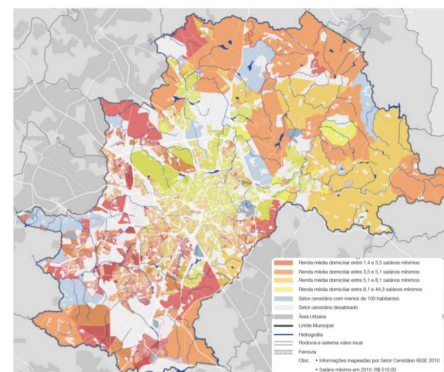 Renda média domiciliar entre 1,4 e 3,5 salários mínimos
Renda média domiciliar entre 3,5 e 5,1 salários mínimos
Renda média domiciliar entre 5,1 e 8,1 salários mínimos
Renda média domiciliar entre 8,1 e 44,3 salários mínimos
Setor censitário com menos de 100 habitantes
Setor censitário desabitado
Área Urbana
Limite Municipal
Hidrografia
Rodovia e sistema viário local
Ferrovia
Obs: • Informações mapeadas por Setor Censitário IBGE 2010
• Salário mínimo em 2010: R$ 510,00